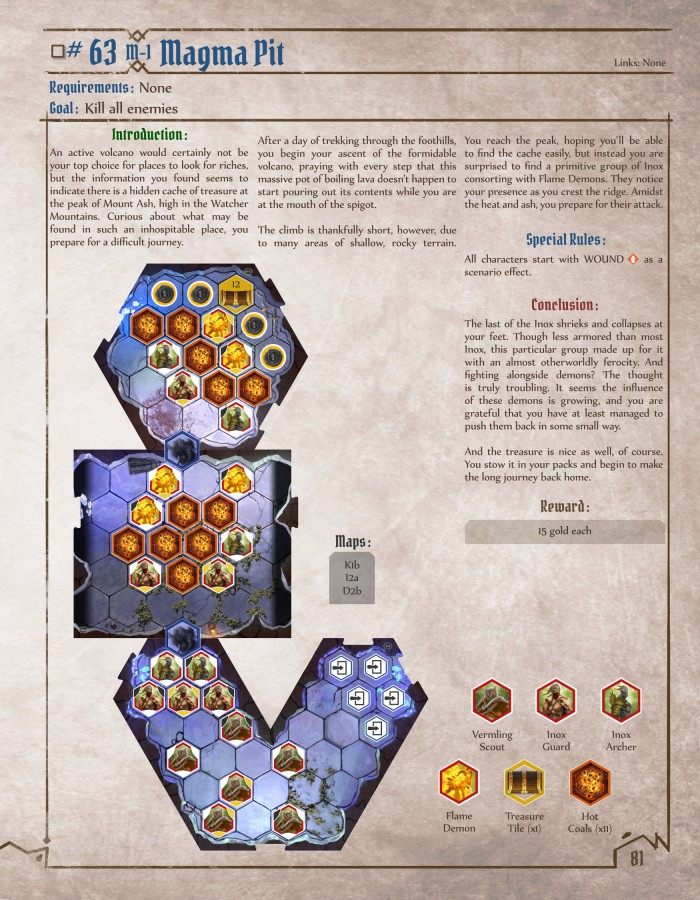 # 63 M-1 Magma Pit
Links: None
Requirements: None
Goal: Kill all enemies
Introduction:
An active volcano would certainly not be
your top choice for places to look for riches,
but the information you found seems to
indicate there is a hidden cache of treasure at
the peak of Mount Ash, high in the Watcher
Mountains. Curious about what may be
found in such an inhospitable place, you
prepare for a difficult journey.
After a day of trekking through the foothills,
you begin your ascent of the formidable
volcano, praying with every step that this
massive pot of boiling lava doesn't happen to
start pouring out its contents while you are
at the mouth of the spigot.
The climb is thankfully short, however, due
to many areas of shallow, rocky terrain.
You reach the peak, hoping you'll be able
to find the cache easily, but instead you are
surprised to find a primitive group of Inox
consorting with Flame Demons. They notice
your presence as you crest the ridge. Amidst
the heat and ash, you prepare for their attack.
Special Rules:
All characters start with WOUND as a
scenario effect.
Conclusion:
The last of the Inox shrieks and collapses at
your feet. Though less armored than most
Inox, this particular group made up for it
with an almost otherworldly ferocity. And
fighting alongside demons? The thought
is truly troubling. It seems the influence
of these demons is growing, and you are
grateful that you have at least managed to
push them back in some small way.
And the treasure is nice as well, of course.
You stow it in your packs and begin to make
the long journey back home.
Reward:
15 gold each
12
1
1
1
1
Maps:
K1b
I2a
D2b
Vermling
Scout
Inox
Guard
Inox
Archer
Flame
Demon
Treasure
Tile (x1)
Hot
Coals (x11)
81